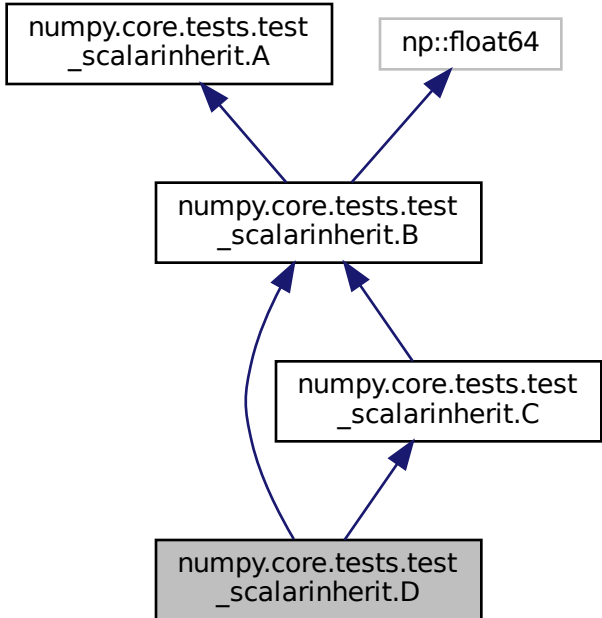 numpy.core.tests.test
_scalarinherit.A
np::float64
numpy.core.tests.test
_scalarinherit.B
numpy.core.tests.test
_scalarinherit.C
numpy.core.tests.test
_scalarinherit.D